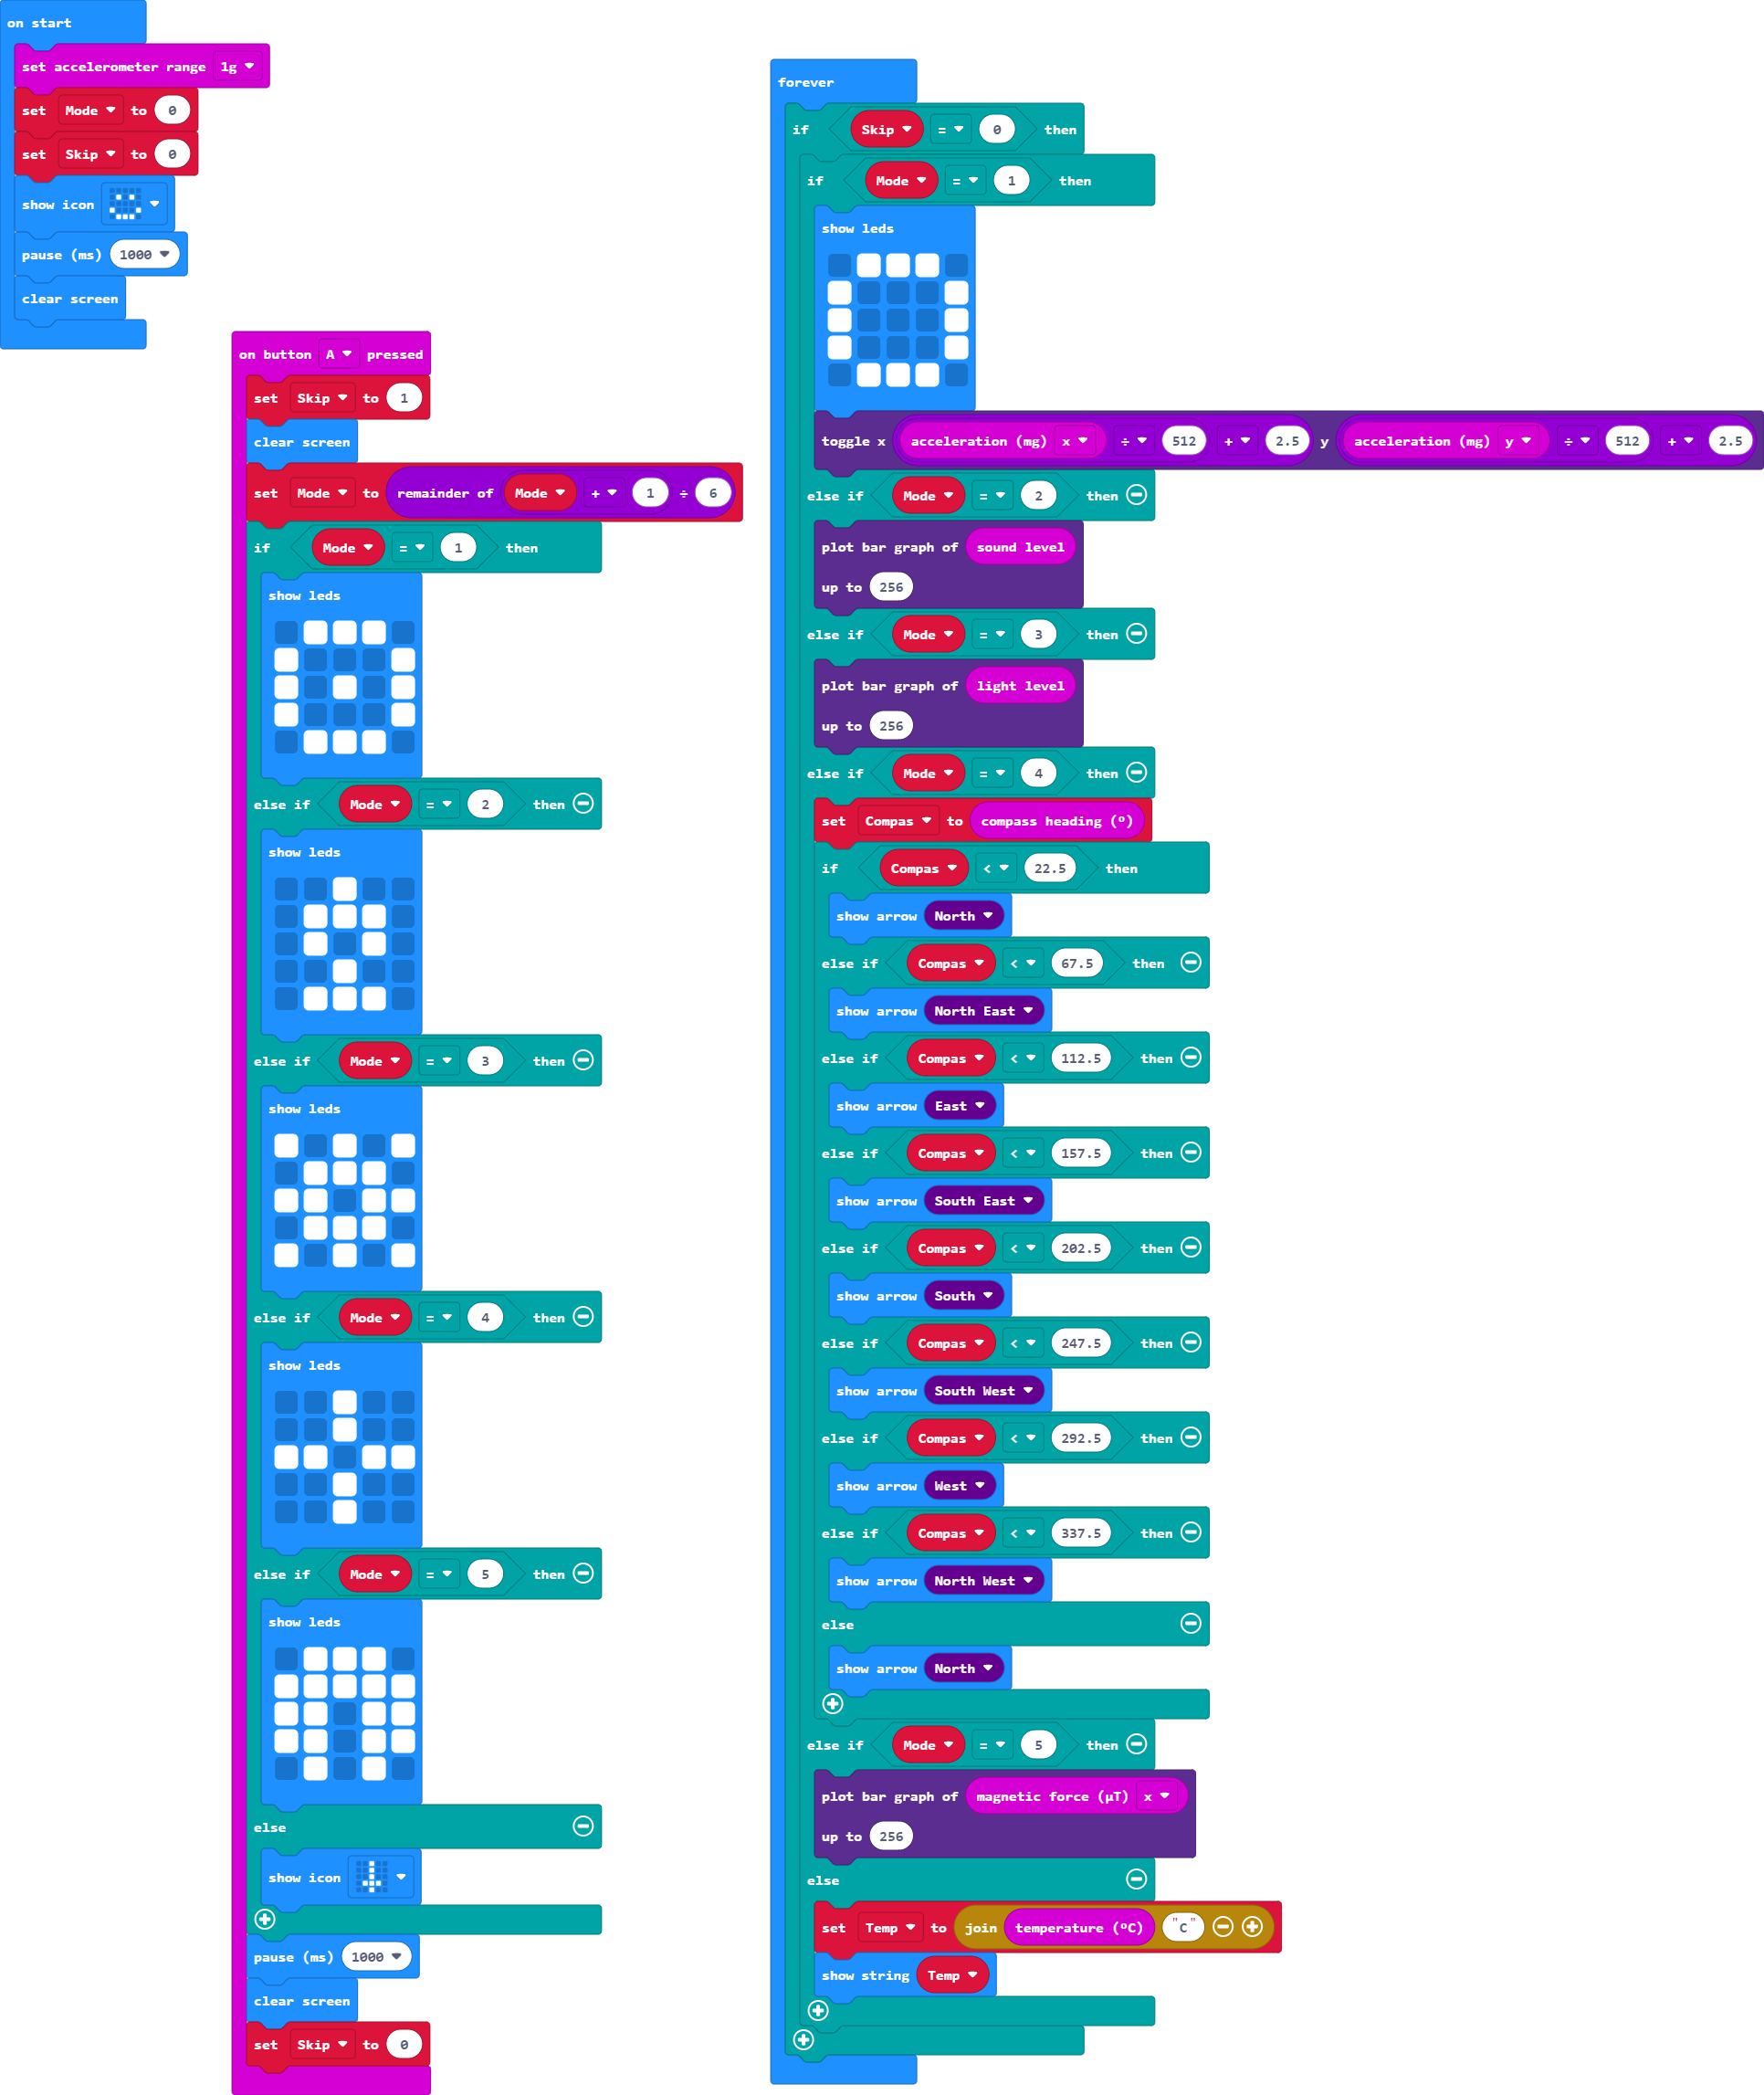 on start
set accelerometer range 1g
set Mode to 0
set Skip to 0
show icon
pause (ms) 1000
clear screen
on button A pressed
set Skip to 1
clear screen
set Mode to remainder of Mode + 1 ÷ 6
if Mode = 1 then
show leds
else if Mode = 2 then
show leds
else if Mode = 3 then
show leds
else if Mode = 4 then
show leds
else if Mode = 5 then
show leds
else
show icon
pause (ms) 1000
clear screen
set Skip to 0
forever
if Skip = 0 then
if Mode = 1 then
show leds
toggle x acceleration (mg) x ÷ 512 + 2.5 y acceleration (mg) y ÷ 512 + 2.5
else if Mode = 2 then
plot bar graph of sound level
up to 256
else if Mode = 3 then
plot bar graph of light level
up to 256
else if Mode = 4 then
set Compas to compass heading (º)
if Compas < 22.5 then
show arrow North
else if Compas < 67.5 then
show arrow North East
else if Compas < 112.5 then
show arrow East
else if Compas < 157.5 then
show arrow South East
else if Compas < 202.5 then
show arrow South
else if Compas < 247.5 then
show arrow South West
else if Compas < 292.5 then
show arrow West
else if Compas < 337.5 then
show arrow North West
else
show arrow North
else if Mode = 5 then
plot bar graph of magnetic force (µT) x
up to 256
else
set Temp to join temperature (ºC) "C"
show string Temp